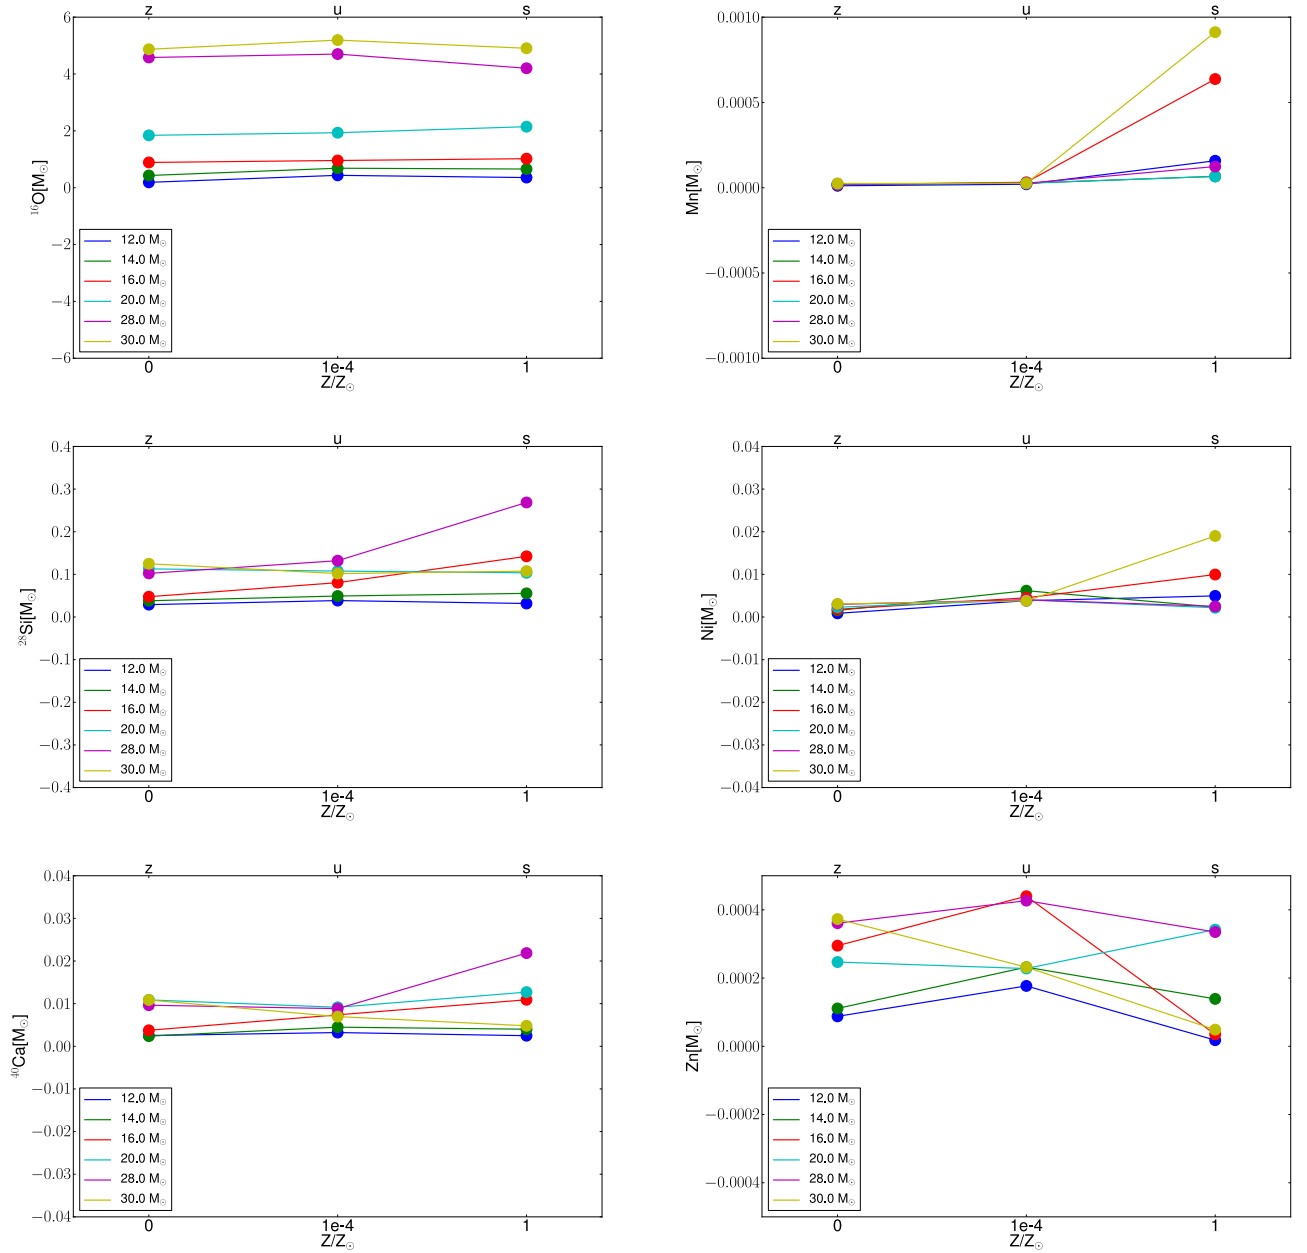 z u s
6
4
2
0
−2
−4
−6
¹⁶O[M☉]
12.0 M☉
14.0 M☉
16.0 M☉
20.0 M☉
28.0 M☉
30.0 M☉
0 1e-4 1
Z/Z☉
z u s
0.0010
0.0005
0.0000
−0.0005
−0.0010
Mn[M☉]
12.0 M☉
14.0 M☉
16.0 M☉
20.0 M☉
28.0 M☉
30.0 M☉
0 1e-4 1
Z/Z☉
z u s
0.4
0.3
0.2
0.1
0.0
−0.1
−0.2
−0.3
−0.4
²⁸Si[M☉]
12.0 M☉
14.0 M☉
16.0 M☉
20.0 M☉
28.0 M☉
30.0 M☉
0 1e-4 1
Z/Z☉
z u s
0.04
0.03
0.02
0.01
0.00
−0.01
−0.02
−0.03
−0.04
Ni[M☉]
12.0 M☉
14.0 M☉
16.0 M☉
20.0 M☉
28.0 M☉
30.0 M☉
0 1e-4 1
Z/Z☉
z u s
0.04
0.03
0.02
0.01
0.00
−0.01
−0.02
−0.03
−0.04
⁴⁰Ca[M☉]
12.0 M☉
14.0 M☉
16.0 M☉
20.0 M☉
28.0 M☉
30.0 M☉
0 1e-4 1
Z/Z☉
z u s
0.0004
0.0002
0.0000
−0.0002
−0.0004
Zn[M☉]
12.0 M☉
14.0 M☉
16.0 M☉
20.0 M☉
28.0 M☉
30.0 M☉
0 1e-4 1
Z/Z☉